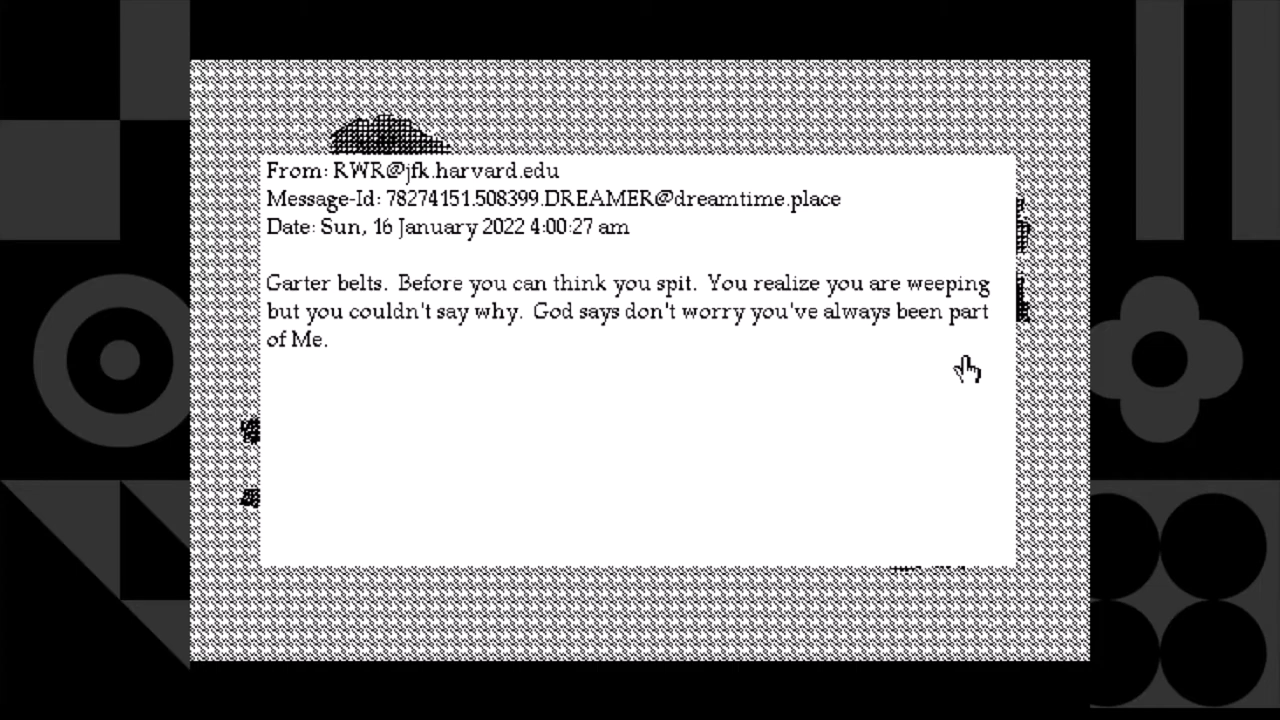 From: RWR@jfk.harvard.edu
Message-Id: 78274151.508399.DREAMER@dreamtime.place
Date: Sun, 16 January 2022 4:00:27 am
Garter belts.  Before you can think you spit.  You realize you are weeping
but you couldn't say why.  God says don't worry you've always been part
of Me.